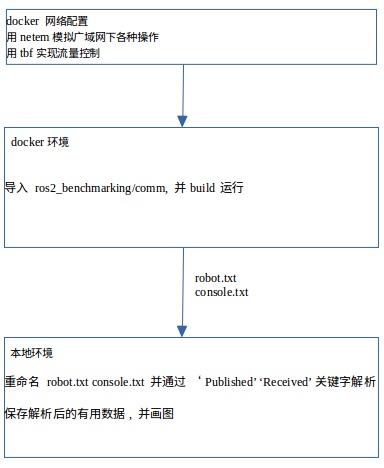 docker 网络配置
用 netem 模拟广域网下各种操作
用 tbf 实现流量控制
docker 环境
导入 ros2_benchmarking/comm, 并 build 运行
robot.txt
console.txt
本地环境
重命名 robot.txt console.txt 并通过 ‘ Published’ ‘Received’ 关键字解析
保存解析后的有用数据 , 并画图